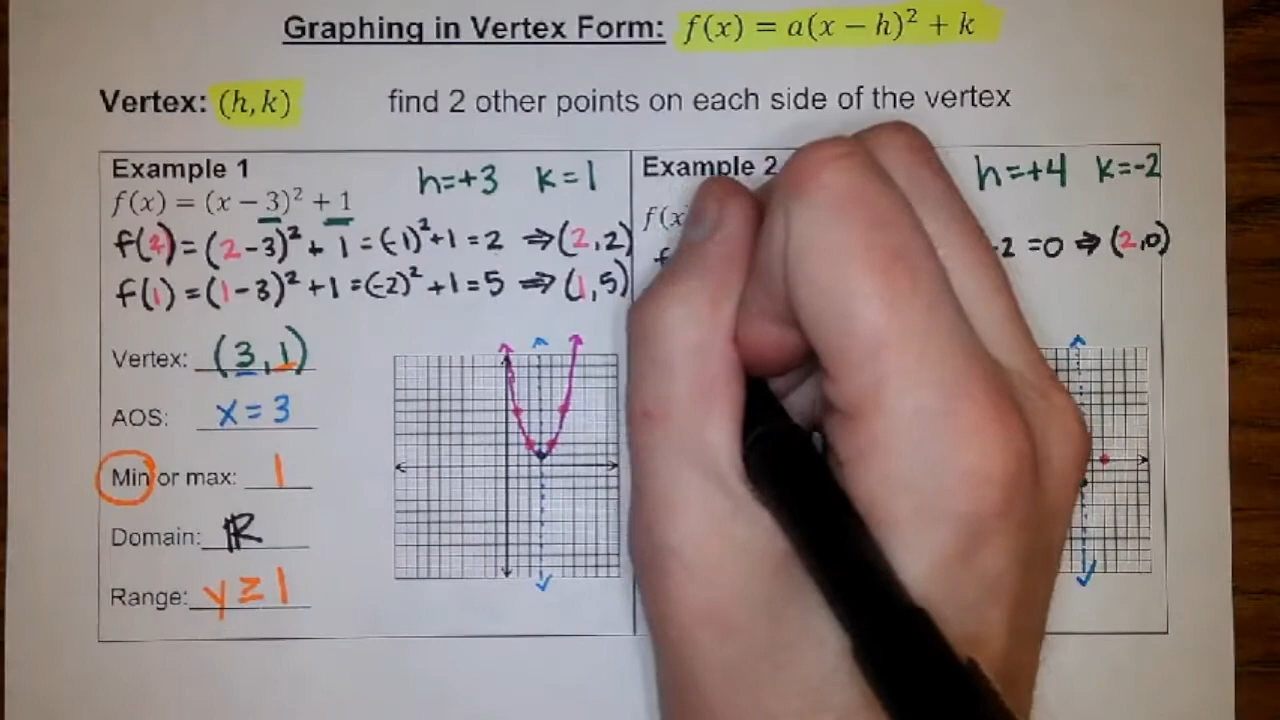 Graphing in Vertex Form: f(x) = a(x − h)² + k
Vertex: (h, k) find 2 other points on each side of the vertex
Example 1 h=+3 k=1
f(x) = (x − 3)² + 1
f(2)=(2-3)²+1=(-1)²+1=2 ⇒(2,2)
f(1)=(1-3)²+1=(-2)²+1=5 ⇒(1,5)
Vertex: (3,1)
AOS: x=3
Min or max: 1
Domain: ℝ
Range: y≥1
Example 2 h=+4 k=-2
f(x
f -2=0 ⇒(2,0)